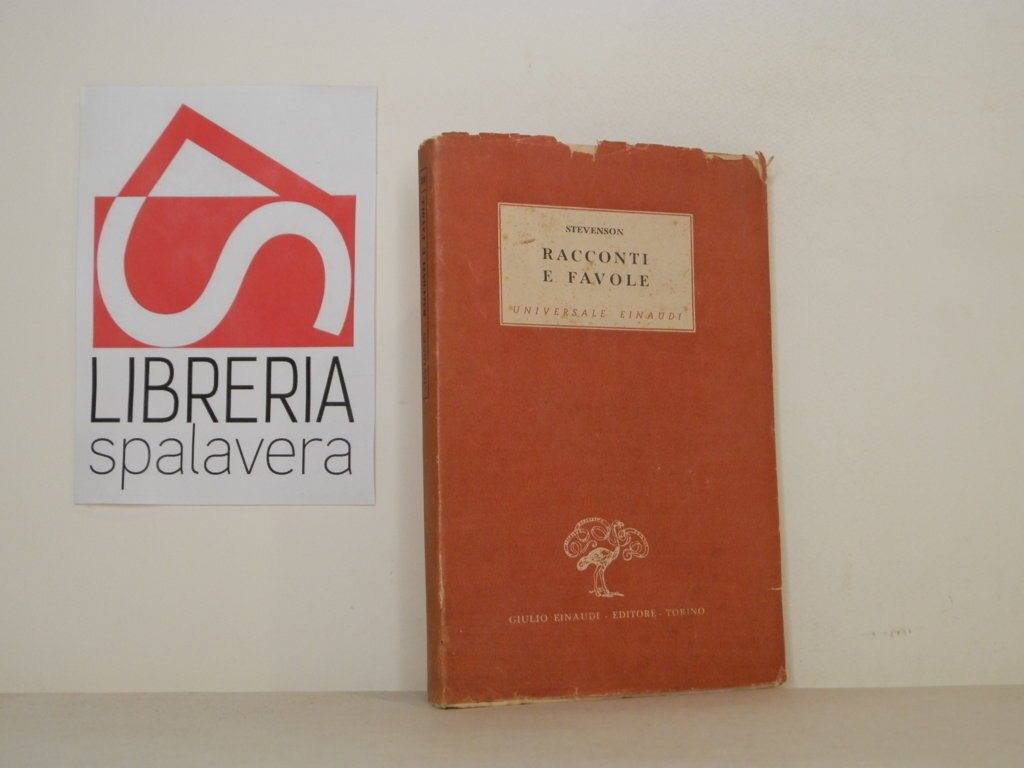 LIBRERIA
spalavera
STEVENSON
RACCONTI
E FAVOLE
UNIVERSALE EINAUDI
GIULIO EINAUDI - EDITORE - TORINO